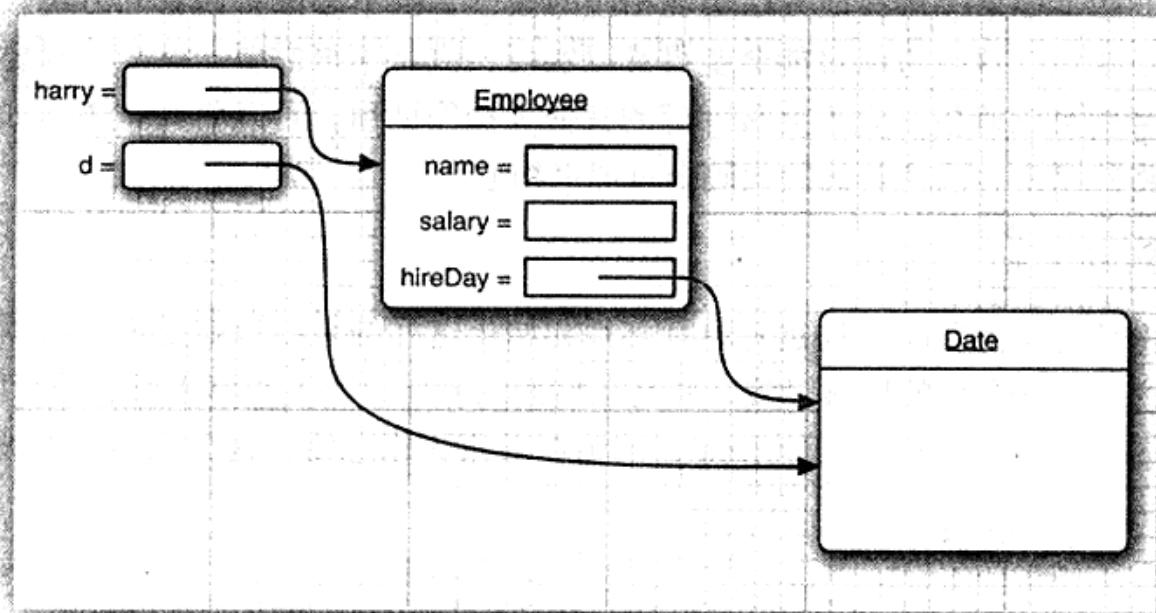 harry =
d =
Employee
name =
salary =
hireDay =
Date